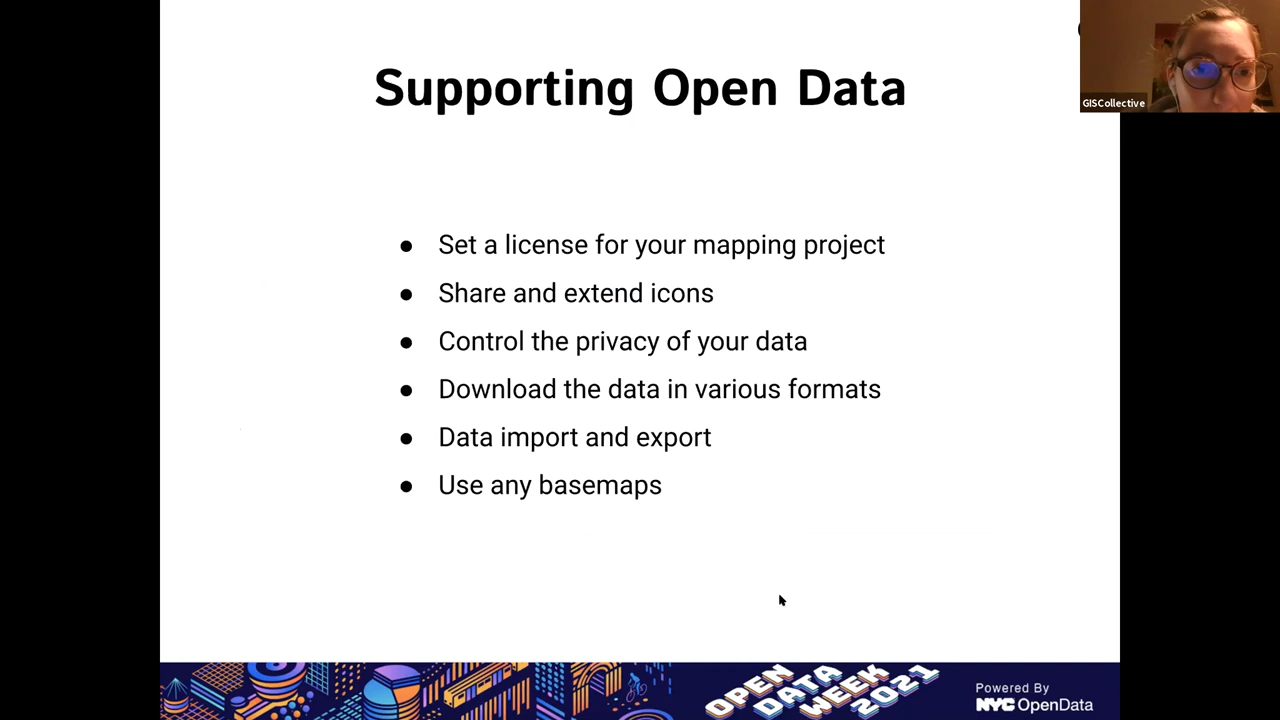 Supporting Open Data
GISCollective
● Set a license for your mapping project
● Share and extend icons
● Control the privacy of your data
● Download the data in various formats
● Data import and export
● Use any basemaps
OPEN
DATA
WEEK
2021
Powered By
NYC OpenData